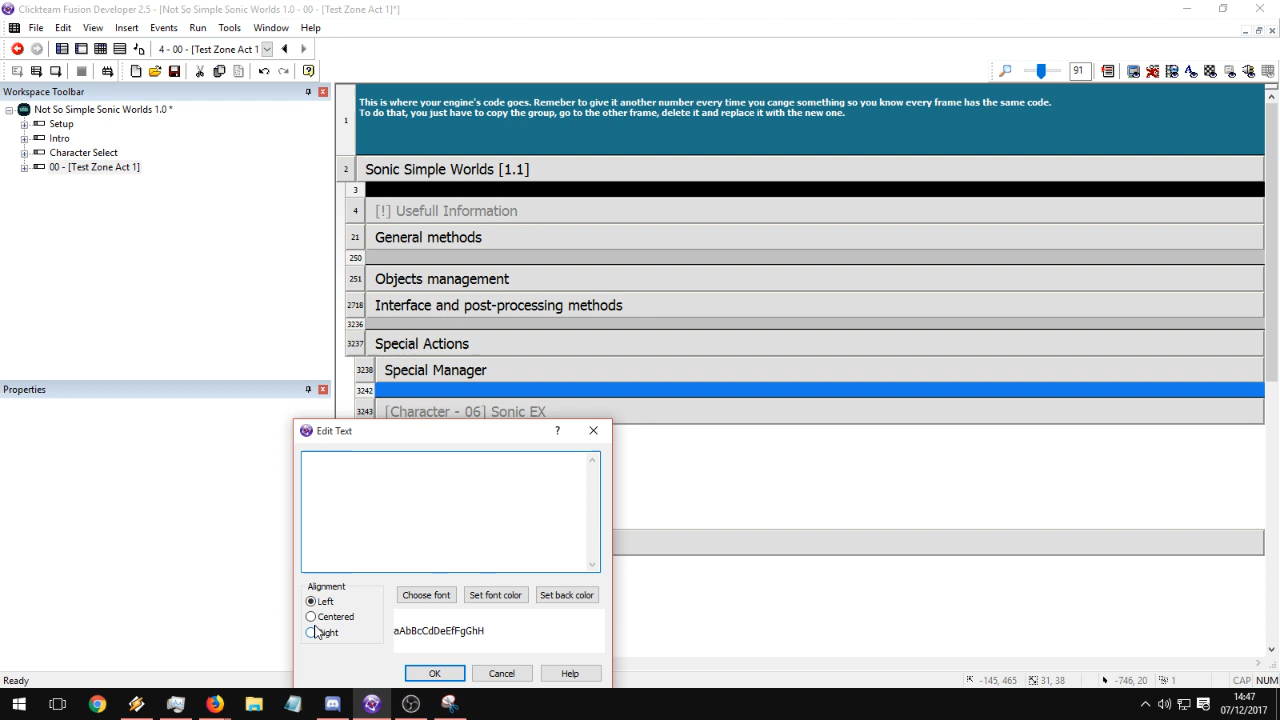 Clickteam Fusion Developer 2.5 - [Not So Simple Sonic Worlds 1.0 - 00 - [Test Zone Act 1]*]
File Edit View Insert Events Run Tools Window Help
4 - 00 - [Test Zone Act 1
91
Workspace Toolbar
Not So Simple Sonic Worlds 1.0 *
Setup
Intro
Character Select
00 - [Test Zone Act 1]
Properties
1
This is where your engine's code goes. Remeber to give it another number every time you cange something so you know every frame has the same code.
To do that, you just have to copy the group, go to the other frame, delete it and replace it with the new one.
2 Sonic Simple Worlds [1.1]
3
4 [!] Usefull Information
21 General methods
250
251 Objects management
2718 Interface and post-processing methods
3236
3237 Special Actions
3238 Special Manager
3242
3243 [Character - 06] Sonic EX
Edit Text
?
Alignment
Left
Centered
Right
Choose font Set font color Set back color
aAbBcCdDeEfFgGhH
OK Cancel Help
Ready
-145, 465 31, 38 -746, 20 1 CAP NUM
14:47
07/12/2017